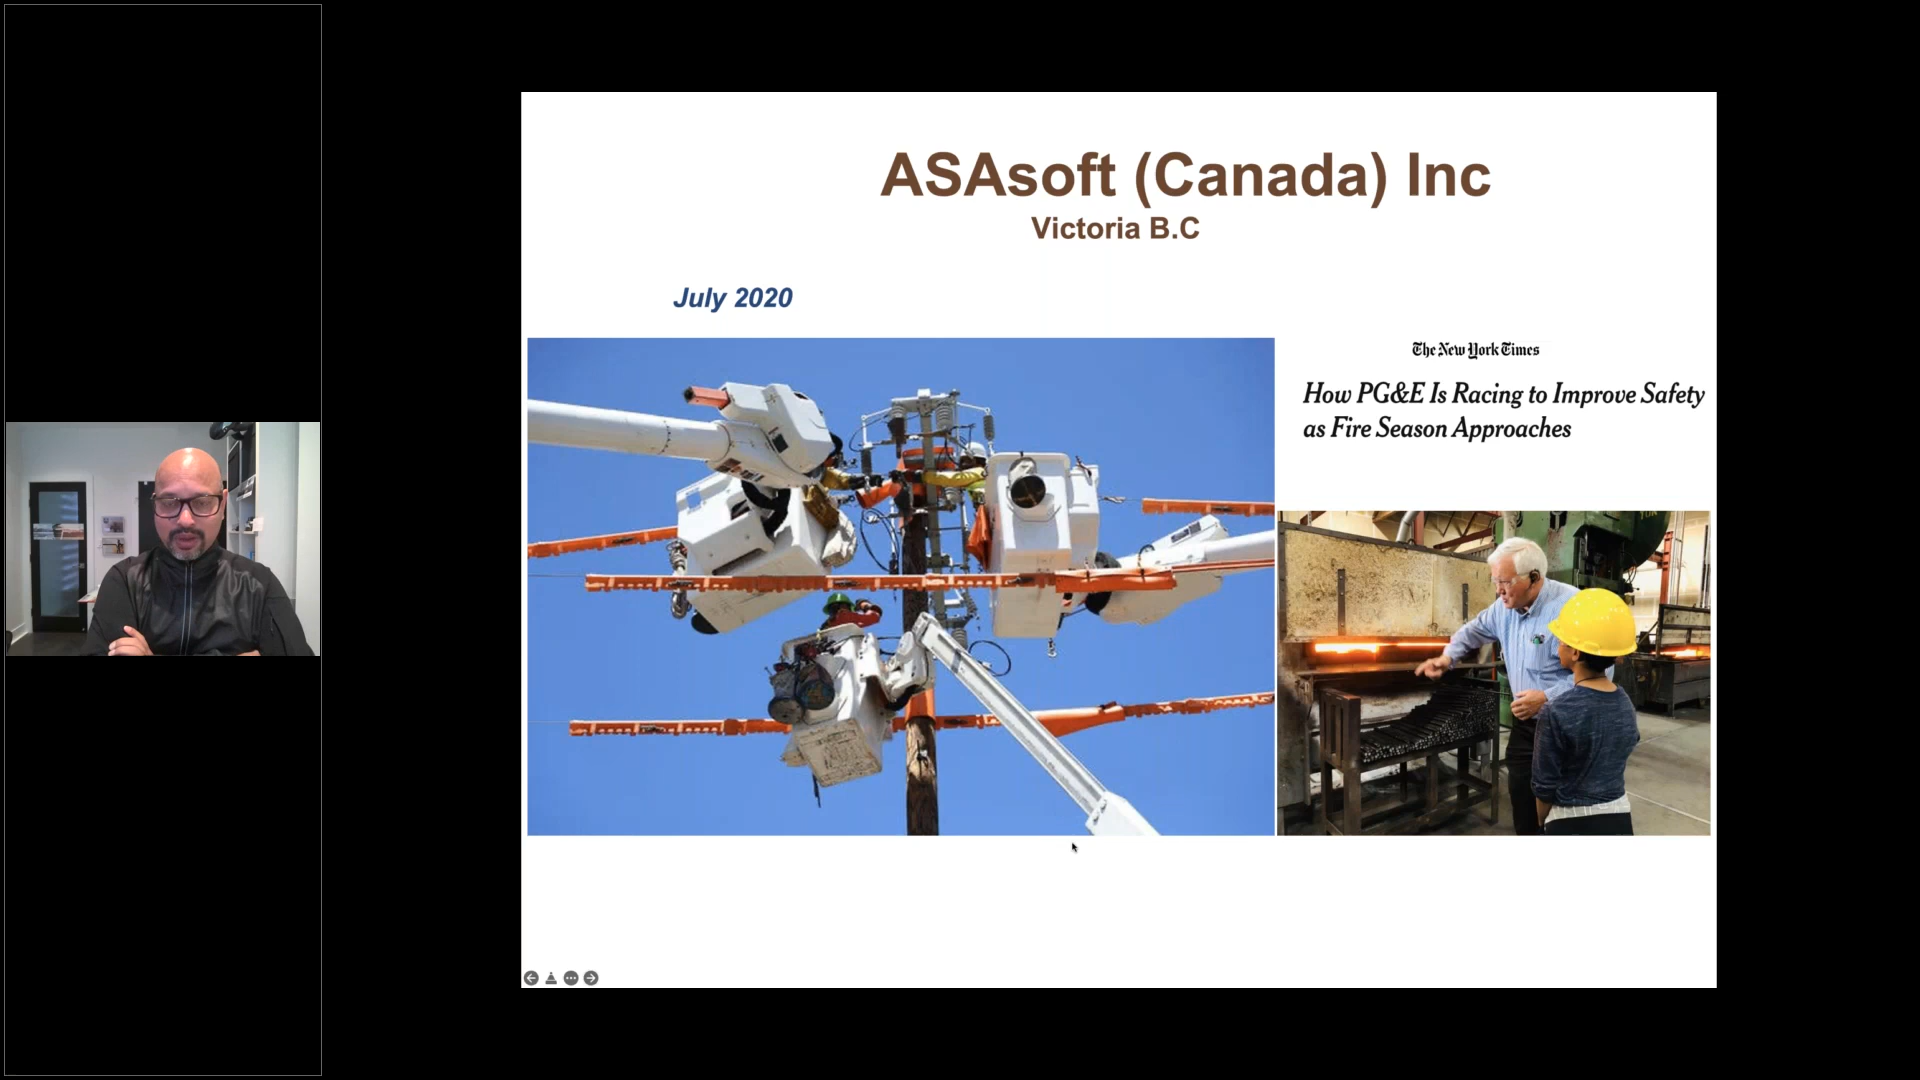 ASAsoft (Canada) Inc
Victoria B.C
July 2020
The New York Times
How PG&E Is Racing to Improve Safety
as Fire Season Approaches